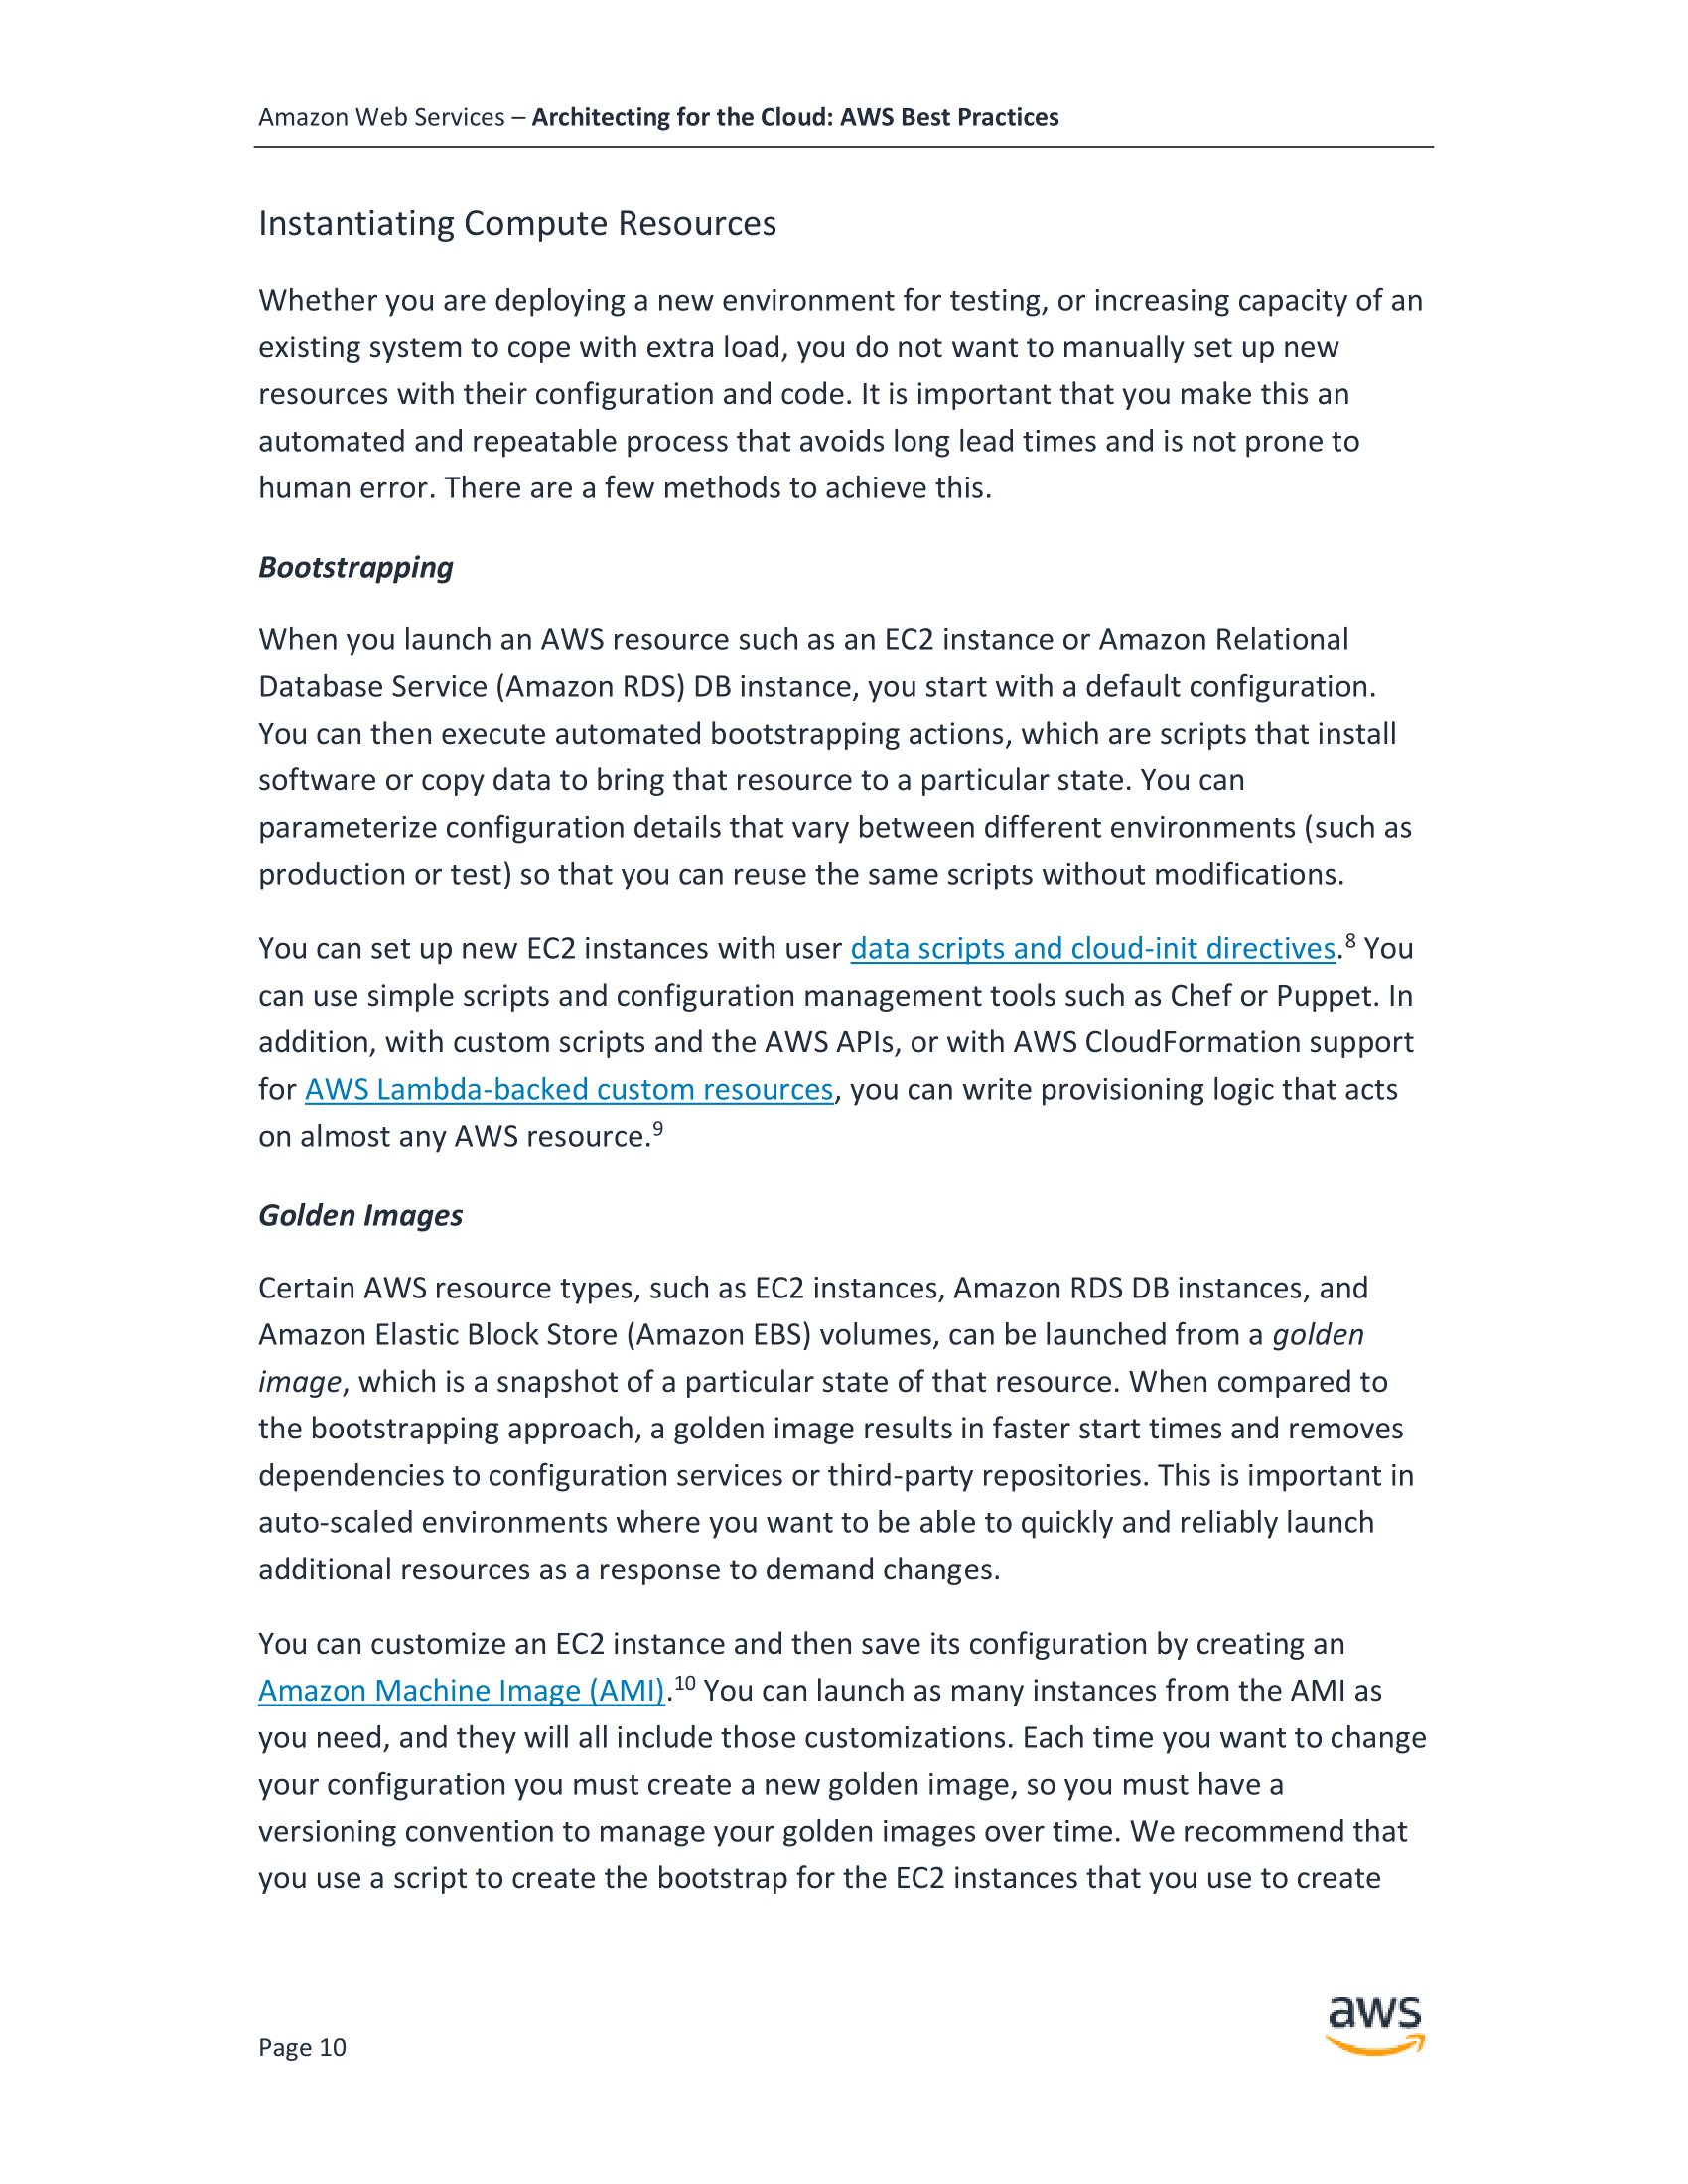 Amazon Web Services – Architecting for the Cloud: AWS Best Practices
Instantiating Compute Resources
Whether you are deploying a new environment for testing, or increasing capacity of an
existing system to cope with extra load, you do not want to manually set up new
resources with their configuration and code. It is important that you make this an
automated and repeatable process that avoids long lead times and is not prone to
human error. There are a few methods to achieve this.
Bootstrapping
When you launch an AWS resource such as an EC2 instance or Amazon Relational
Database Service (Amazon RDS) DB instance, you start with a default configuration.
You can then execute automated bootstrapping actions, which are scripts that install
software or copy data to bring that resource to a particular state. You can
parameterize configuration details that vary between different environments (such as
production or test) so that you can reuse the same scripts without modifications.
You can set up new EC2 instances with user data scripts and cloud-init directives.8 You
can use simple scripts and configuration management tools such as Chef or Puppet. In
addition, with custom scripts and the AWS APIs, or with AWS CloudFormation support
for AWS Lambda-backed custom resources, you can write provisioning logic that acts
on almost any AWS resource.9
Golden Images
Certain AWS resource types, such as EC2 instances, Amazon RDS DB instances, and
Amazon Elastic Block Store (Amazon EBS) volumes, can be launched from a golden
image, which is a snapshot of a particular state of that resource. When compared to
the bootstrapping approach, a golden image results in faster start times and removes
dependencies to configuration services or third-party repositories. This is important in
auto-scaled environments where you want to be able to quickly and reliably launch
additional resources as a response to demand changes.
You can customize an EC2 instance and then save its configuration by creating an
Amazon Machine Image (AMI).10 You can launch as many instances from the AMI as
you need, and they will all include those customizations. Each time you want to change
your configuration you must create a new golden image, so you must have a
versioning convention to manage your golden images over time. We recommend that
you use a script to create the bootstrap for the EC2 instances that you use to create
aws
Page 10